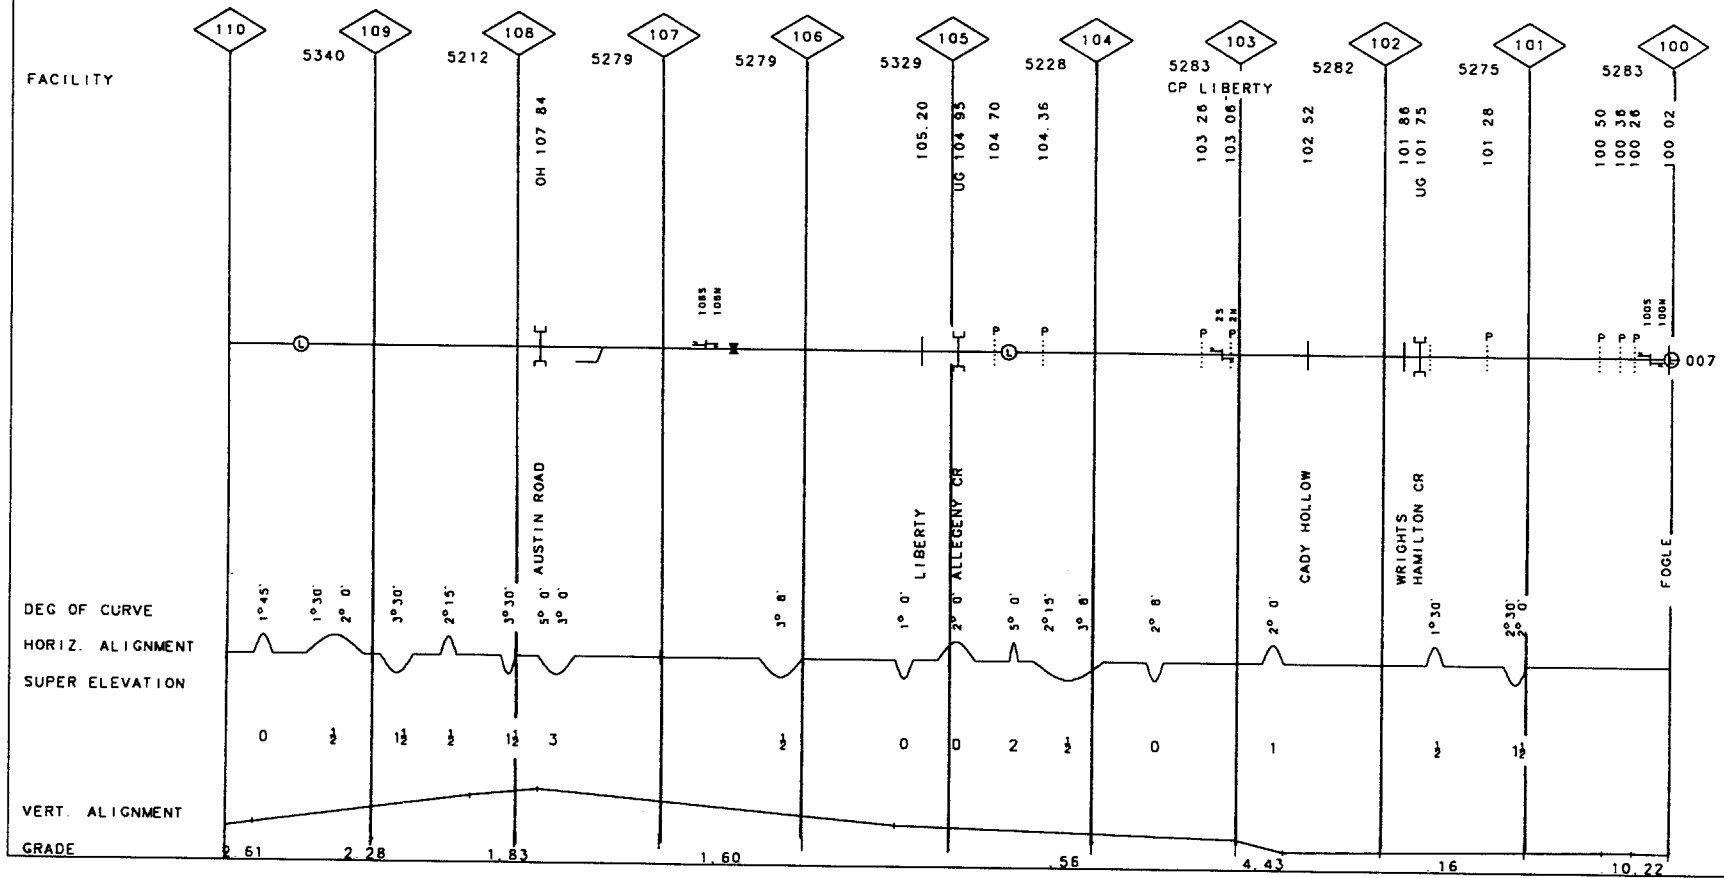 110 109 108 107 106 105 104 103 102 101 100
5340 5212 5279 5279 5329 5228 5283 5282 5275 5283
FACILITY
CP LIBERTY
OH 107 84
105.20
UG 104 95
104 70
104.36
103 26
103 06
102 52
101 86
UG 101 75
101 28
100 50
100 36
100 26
100 02
L
P
P
L
P
P
2S
2N
P
P
P
P
100S
100N
L
007
AUSTIN ROAD
LIBERTY
ALLEGENY CR
CADY HOLLOW
WRIGHTS
HAMILTON CR
FOGLE
DEG OF CURVE
1° 45'
1° 30'
2° 0'
3° 30'
2° 15'
3° 30'
5° 0'
3° 0'
3° 8'
1° 0'
2° 0'
5° 0'
2° 15'
3° 8'
2° 8'
2° 0'
1° 30'
2° 30'
2° 0'
HORIZ. ALIGNMENT
SUPER ELEVATION
0 ½ 1½ ½ 1½ 3 ½ 0 0 2 ½ 0 1 ½ 1½
VERT. ALIGNMENT
GRADE
2.61 2.28 1.83 1.60 .56 4.43 .16 10.22